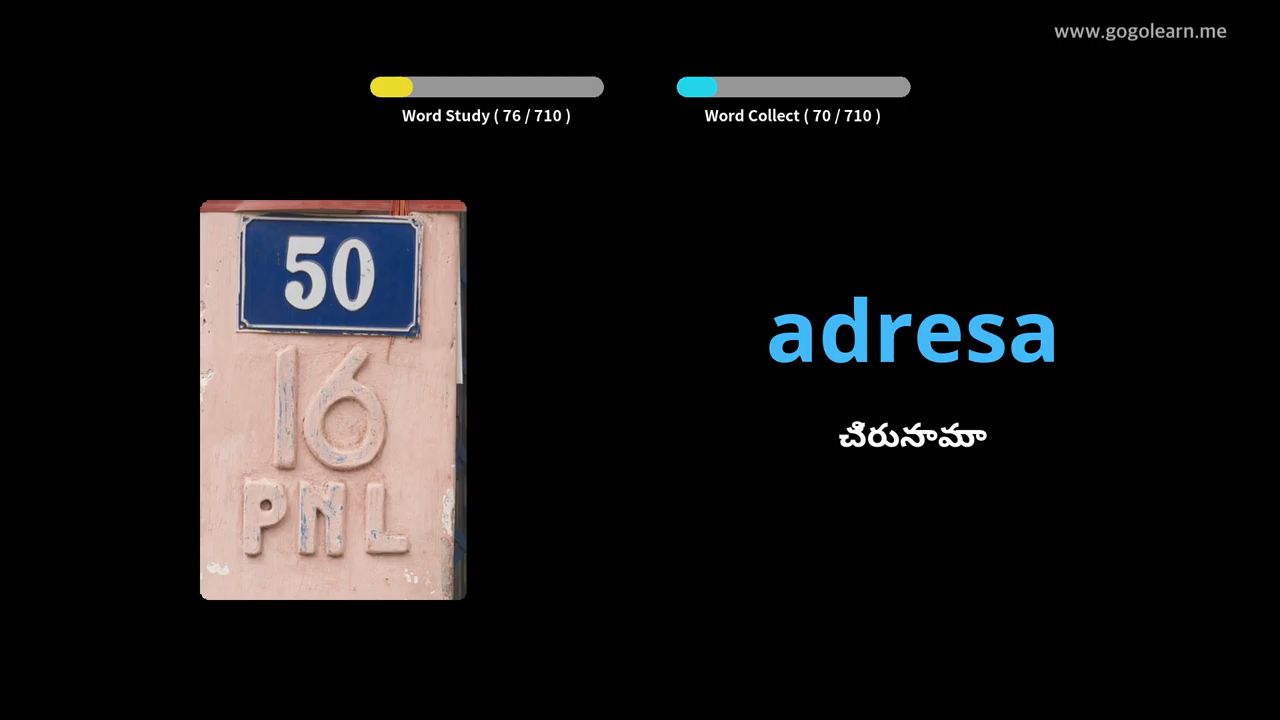 www.gogolearn.me
Word Study ( 76 / 710 )
Word Collect ( 70 / 710 )
50
16
PNL
adresa
చిరునామా